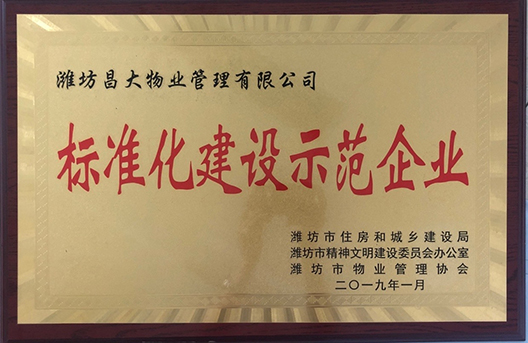 潍坊昌大物业管理有限公司
标准化建设示范企业
潍坊市住房和城乡建设局
潍坊市精神文明建设委员会办公室
潍坊市物业管理协会
二〇一九年一月